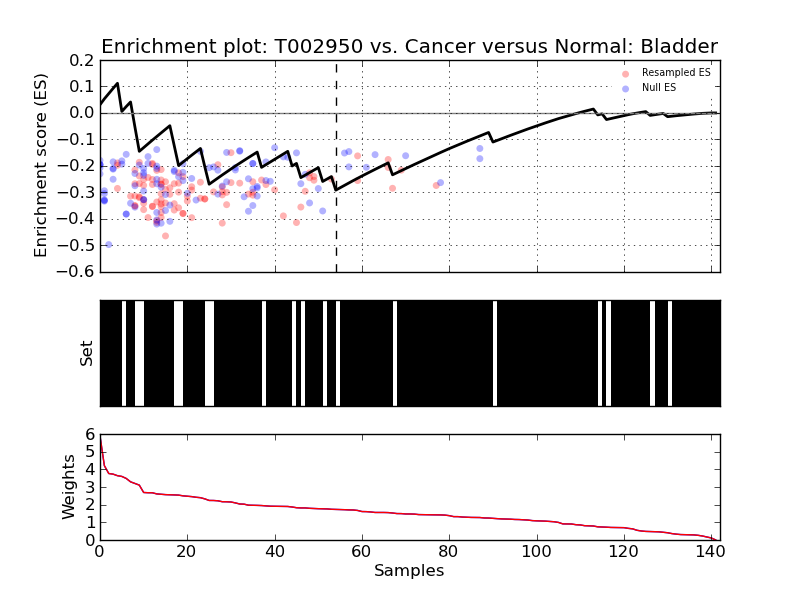 Enrichment plot: T002950 vs. Cancer versus Normal: Bladder
0.2
0.1
0.0
−0.1
−0.2
−0.3
−0.4
−0.5
−0.6
Enrichment score (ES)
Resampled ES
Null ES
Set
6
5
4
3
2
1
0
Weights
0 20 40 60 80 100 120 140
Samples